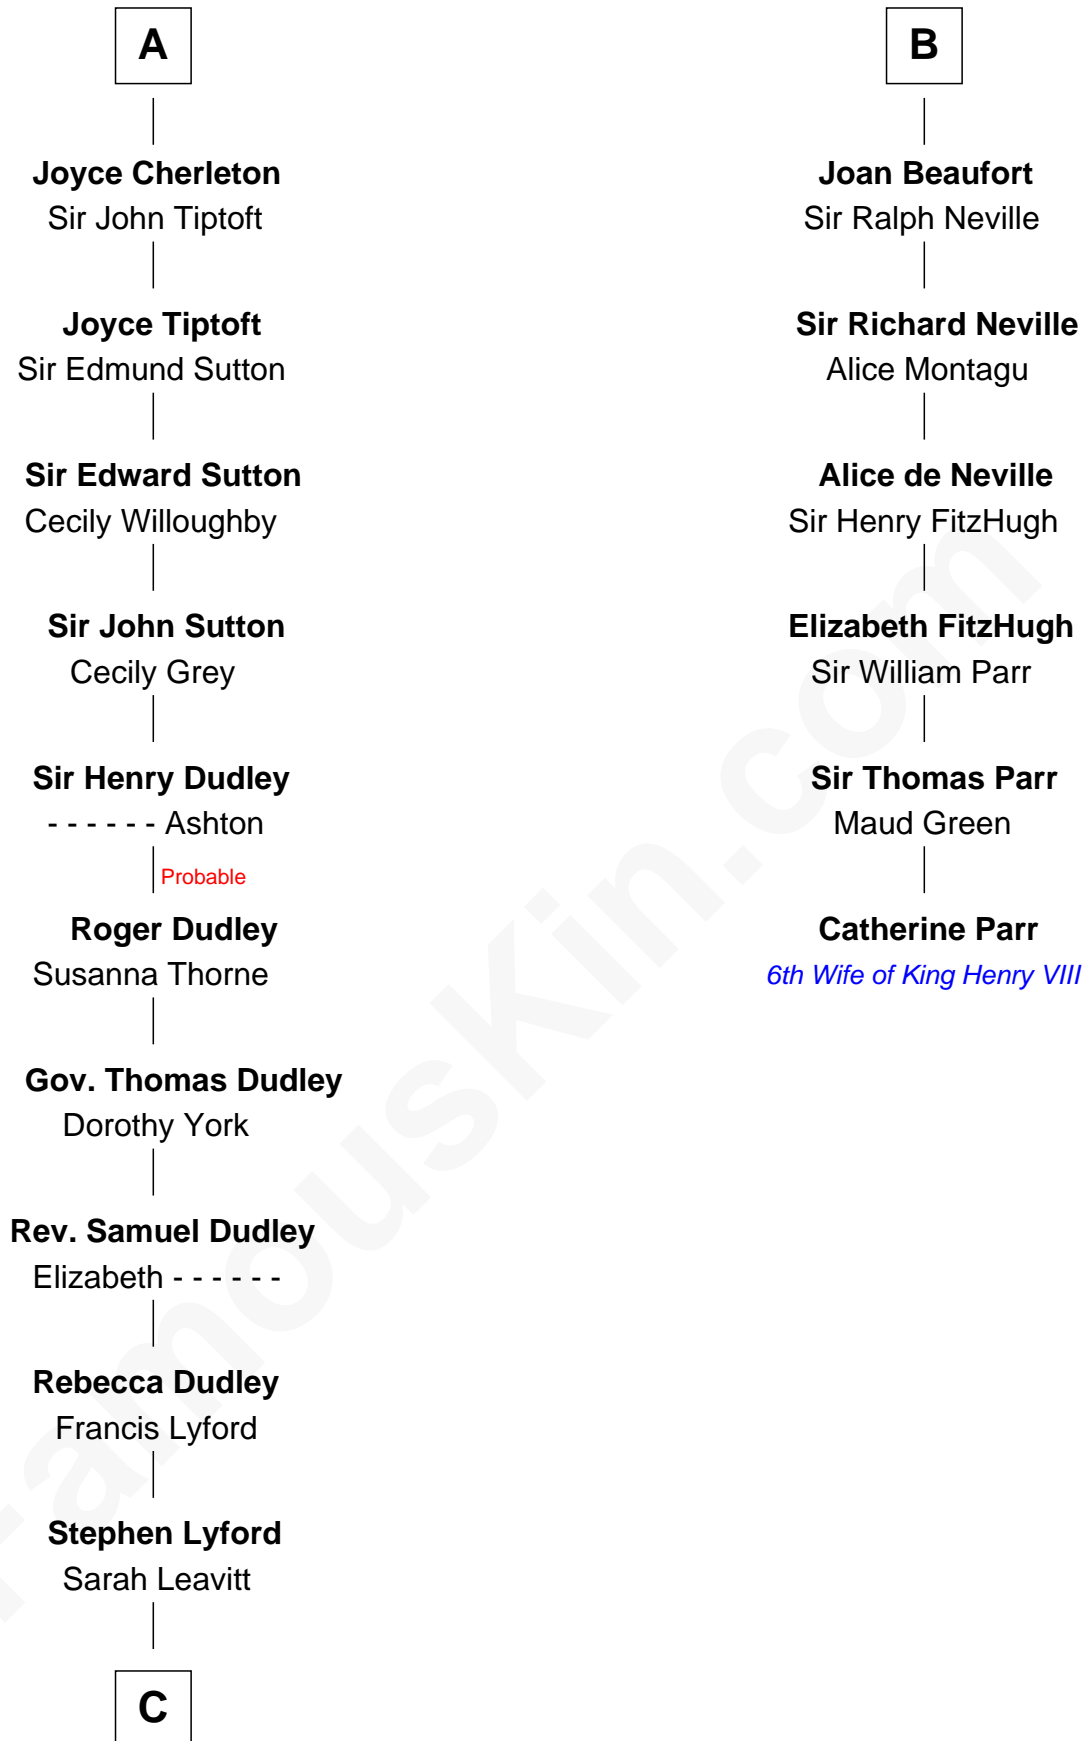 A
Joyce Cherleton
Sir John Tiptoft
Joyce Tiptoft
Sir Edmund Sutton
Sir Edward Sutton
Cecily Willoughby
Sir John Sutton
Cecily Grey
Sir Henry Dudley
- - - - - - Ashton
Probable
Roger Dudley
Susanna Thorne
Gov. Thomas Dudley
Dorothy York
Rev. Samuel Dudley
Elizabeth - - - - - -
Rebecca Dudley
Francis Lyford
Stephen Lyford
Sarah Leavitt
C
B
Joan Beaufort
Sir Ralph Neville
Sir Richard Neville
Alice Montagu
Alice de Neville
Sir Henry FitzHugh
Elizabeth FitzHugh
Sir William Parr
Sir Thomas Parr
Maud Green
Catherine Parr
6th Wife of King Henry VIII
FamousKin.com